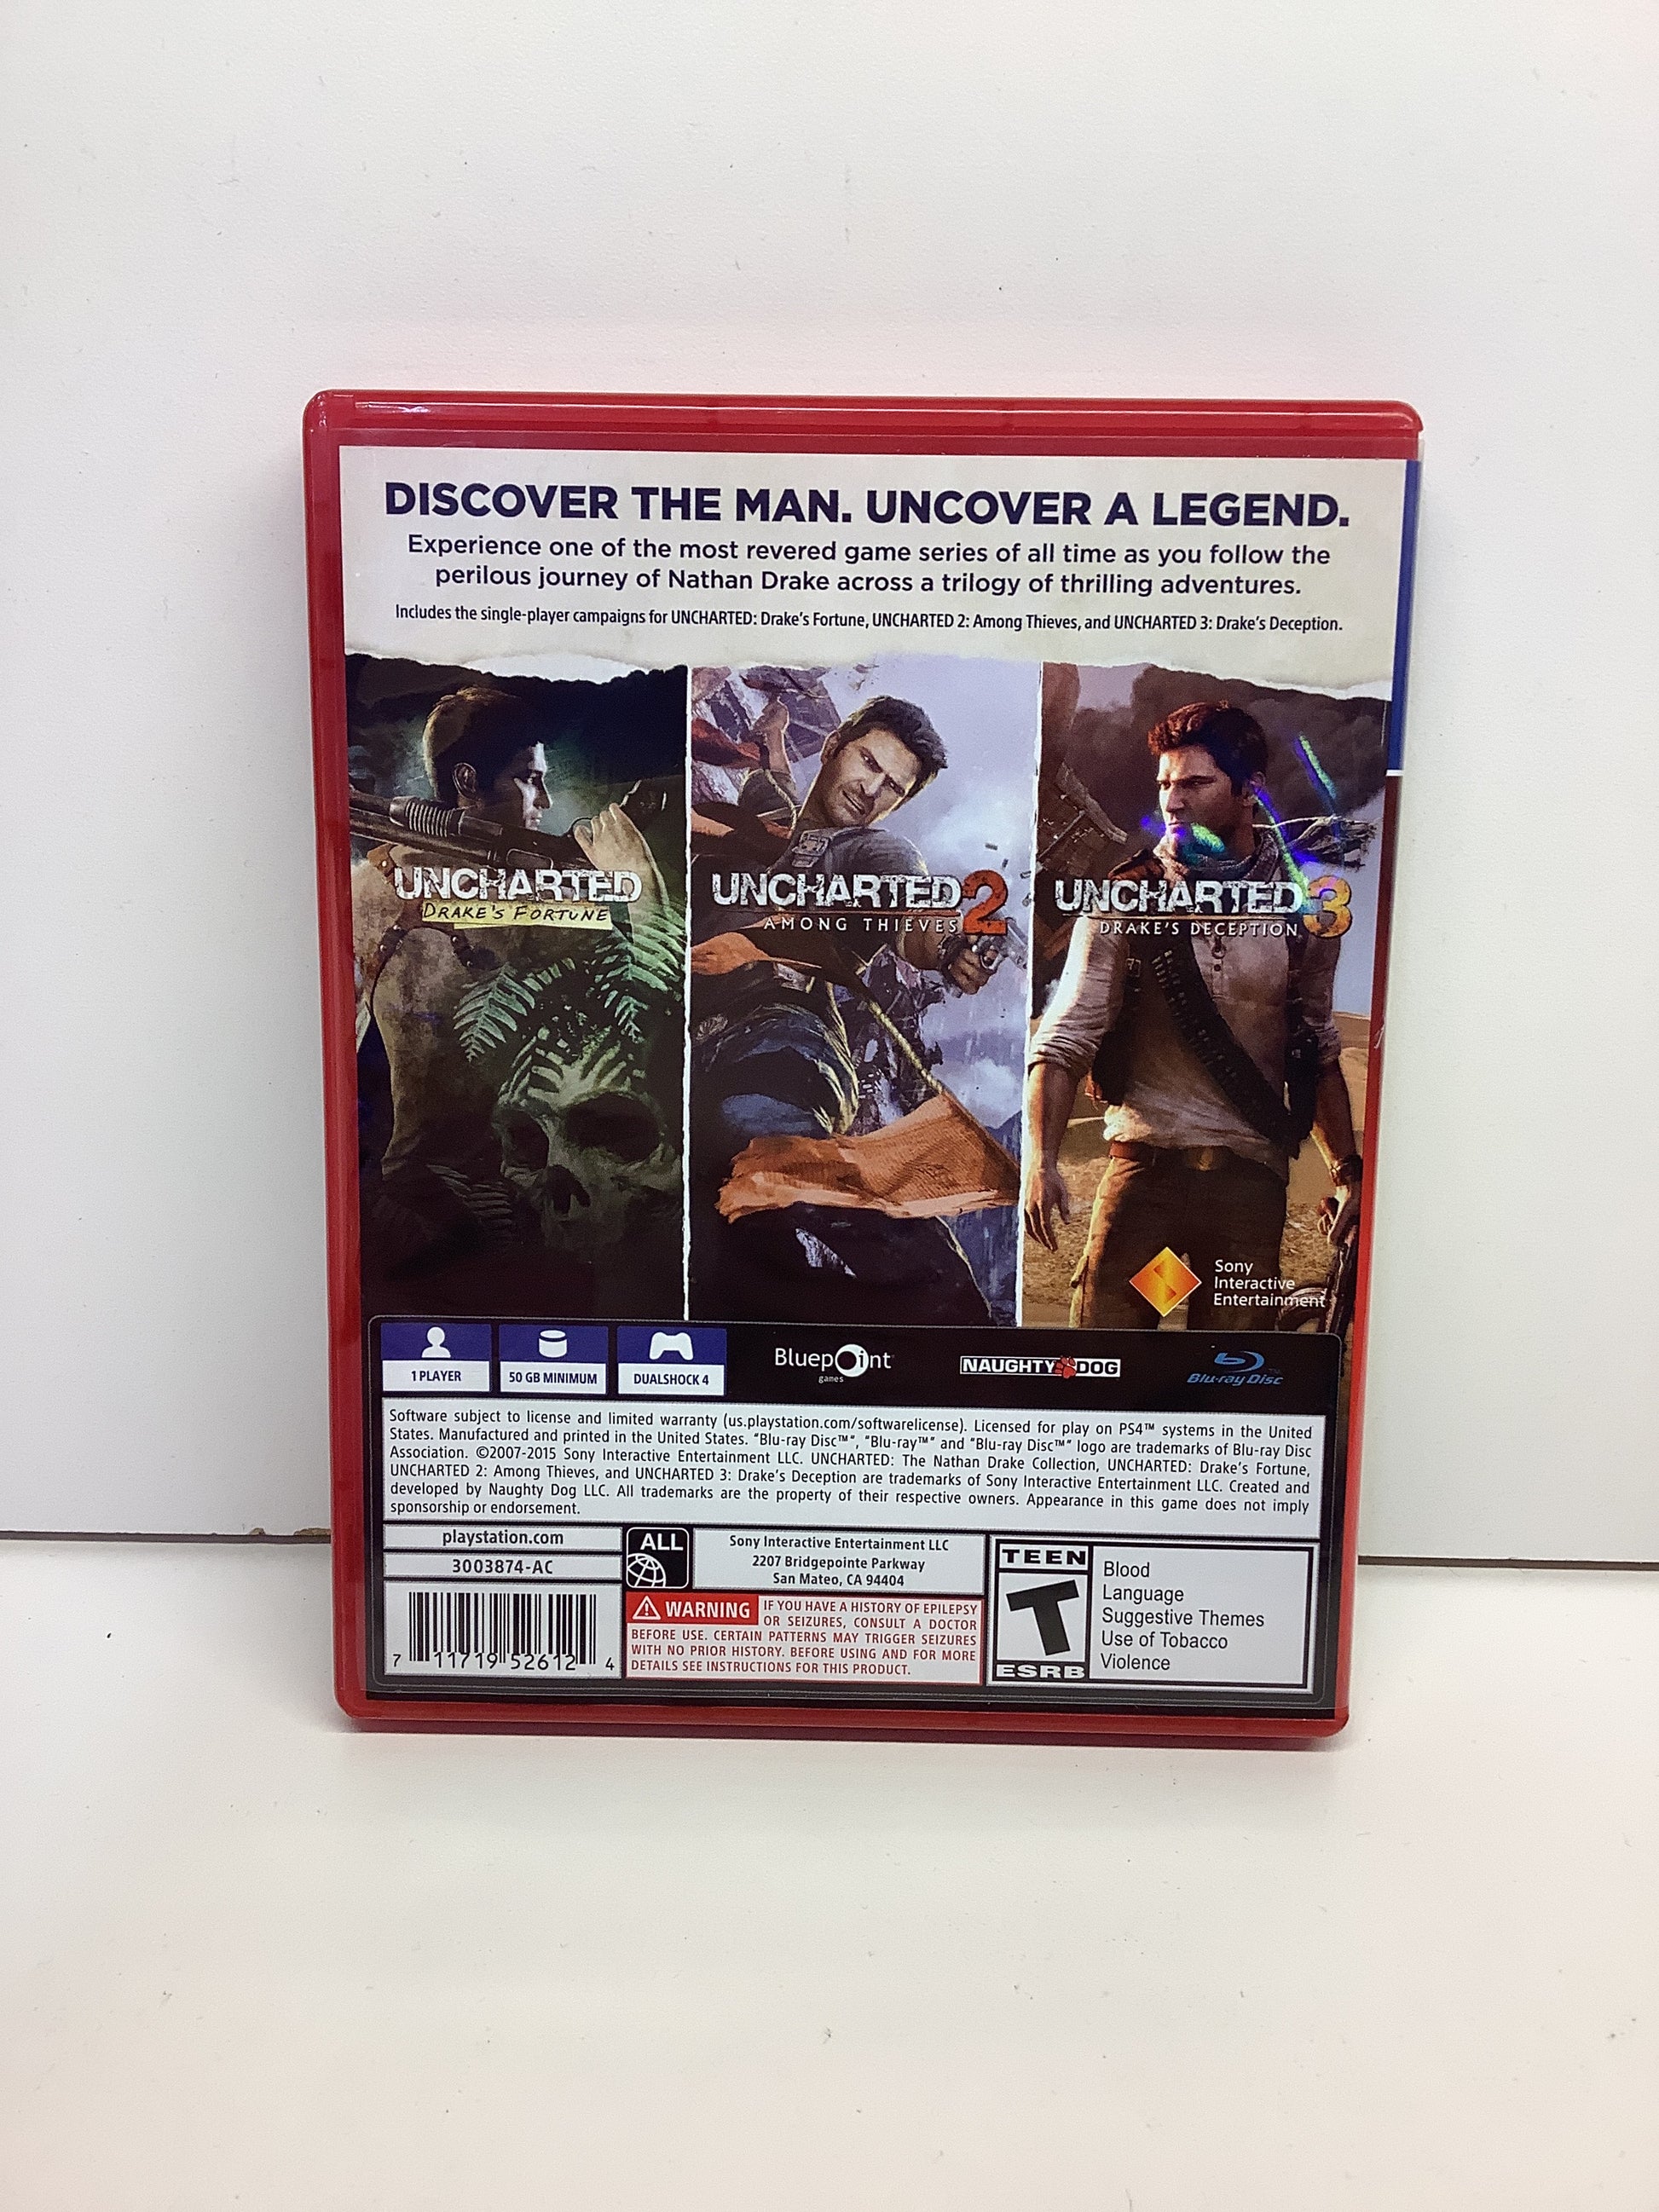 DISCOVER THE MAN. UNCOVER A LEGEND.
Experience one of the most revered game series of all time as you follow the
perilous journey of Nathan Drake across a trilogy of thrilling adventures.
Includes the single-player campaigns for UNCHARTED: Drake's Fortune, UNCHARTED 2: Among Thieves, and UNCHARTED 3: Drake's Deception.
UNCHARTED
DRAKE'S FORTUNE
UNCHARTED 2
AMONG THIEVES
UNCHARTED 3
DRAKE'S DECEPTION
Sony
Interactive
Entertainment
1 PLAYER
50 GB MINIMUM
DUALSHOCK 4
Bluepoint
games
NAUGHTY DOG
Blu-ray Disc™
Software subject to license and limited warranty (us.playstation.com/softwarelicense). Licensed for play on PS4™ systems in the United
States. Manufactured and printed in the United States. "Blu-ray Disc™", "Blu-ray™" and "Blu-ray Disc™" logo are trademarks of Blu-ray Disc
Association. ©2007-2015 Sony Interactive Entertainment LLC. UNCHARTED: The Nathan Drake Collection, UNCHARTED: Drake's Fortune,
UNCHARTED 2: Among Thieves, and UNCHARTED 3: Drake's Deception are trademarks of Sony Interactive Entertainment LLC. Created and
developed by Naughty Dog LLC. All trademarks are the property of their respective owners. Appearance in this game does not imply
sponsorship or endorsement.
playstation.com
3003874-AC
7 11719 52612 4
ALL
Sony Interactive Entertainment LLC
2207 Bridgepointe Parkway
San Mateo, CA 94404
WARNING IF YOU HAVE A HISTORY OF EPILEPSY
OR SEIZURES, CONSULT A DOCTOR
BEFORE USE. CERTAIN PATTERNS MAY TRIGGER SEIZURES
WITH NO PRIOR HISTORY. BEFORE USING AND FOR MORE
DETAILS SEE INSTRUCTIONS FOR THIS PRODUCT.
TEEN
T
ESRB
Blood
Language
Suggestive Themes
Use of Tobacco
Violence